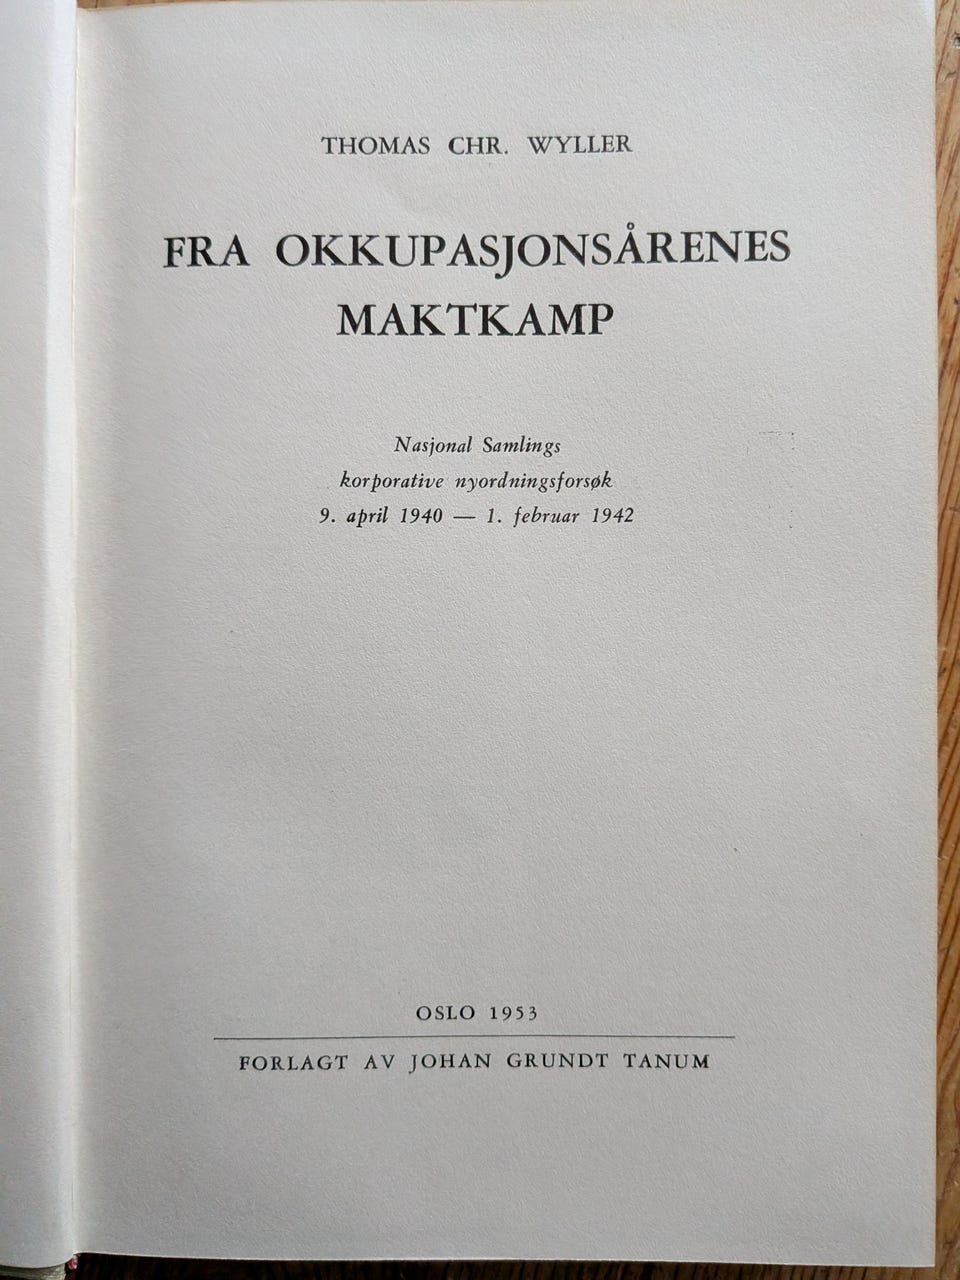 THOMAS CHR. WYLLER
FRA OKKUPASJONSÅRENES
MAKTKAMP
Nasjonal Samlings
korporative nyordningsforsøk
9. april 1940 — 1. februar 1942
OSLO 1953
FORLAGT AV JOHAN GRUNDT TANUM